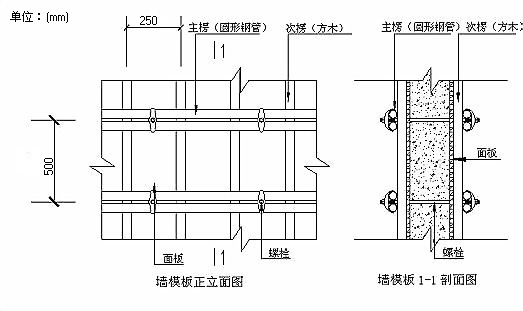 单位：(mm)
250
主楞（圆形钢管）
次楞（方木）
1
500
面板
1
螺栓
墙模板正立面图
主楞（圆形钢管）
次楞（方木）
面板
螺栓
墙模板1-1剖面图